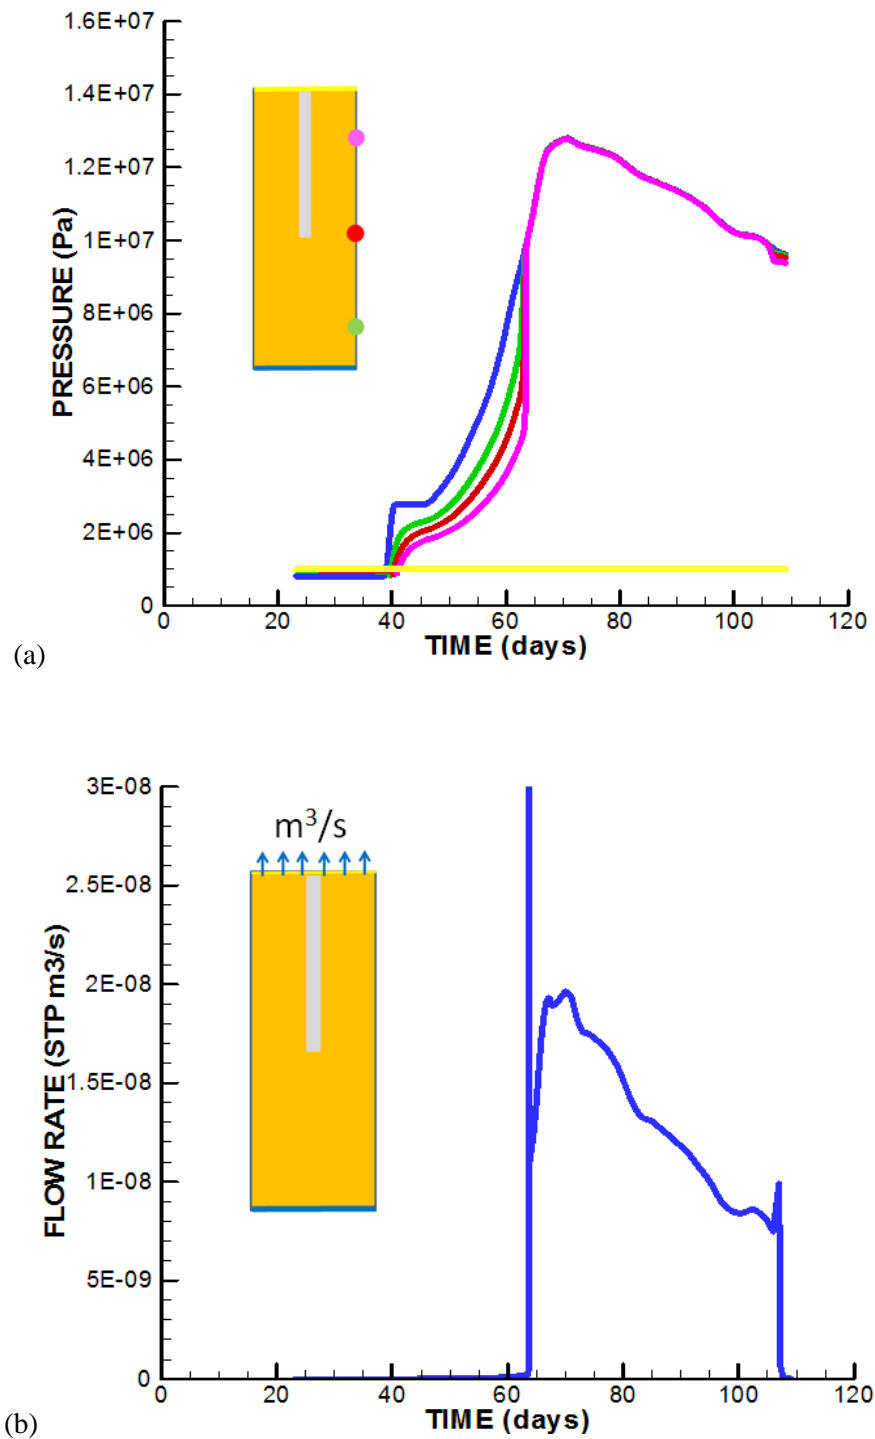 1.6E+07
1.4E+07
1.2E+07
1E+07
8E+06
6E+06
4E+06
2E+06
0
PRESSURE (Pa)
0 20 40 60 80 100 120
TIME (days)
(a)
3E-08
2.5E-08
2E-08
1.5E-08
1E-08
5E-09
0
FLOW RATE (STP m3/s)
m³/s
0 20 40 60 80 100 120
TIME (days)
(b)